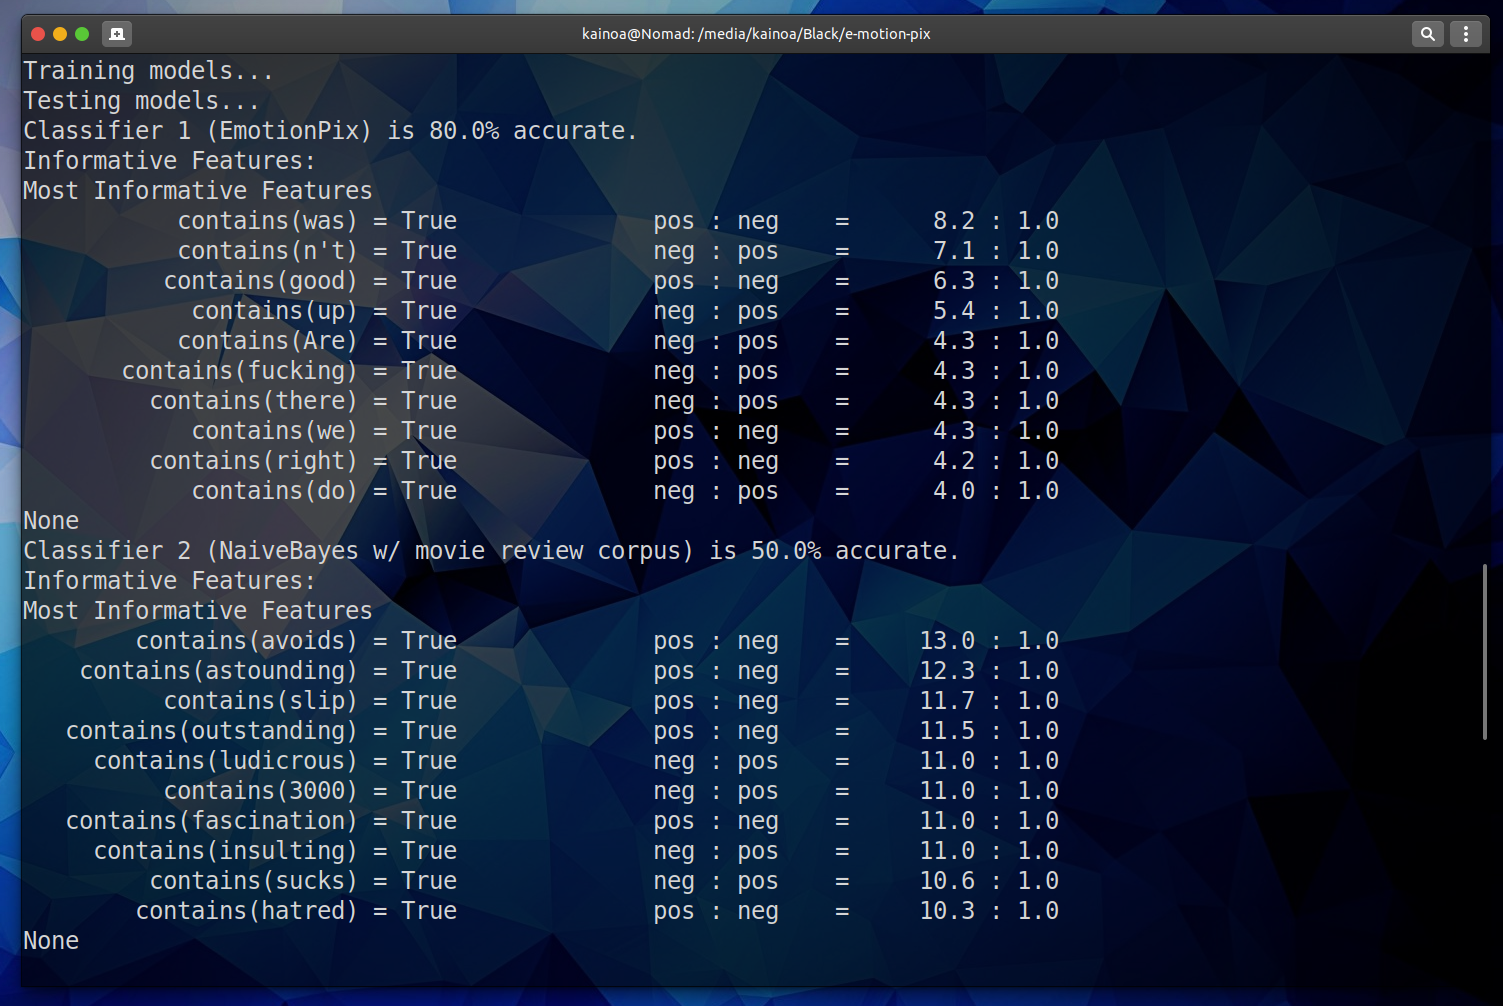 kainoa@Nomad: /media/kainoa/Black/e-motion-pix
Training models...
Testing models...
Classifier 1 (EmotionPix) is 80.0% accurate.
Informative Features:
Most Informative Features
contains(was) = True pos : neg = 8.2 : 1.0
contains(n't) = True neg : pos = 7.1 : 1.0
contains(good) = True pos : neg = 6.3 : 1.0
contains(up) = True neg : pos = 5.4 : 1.0
contains(Are) = True neg : pos = 4.3 : 1.0
contains(fucking) = True neg : pos = 4.3 : 1.0
contains(there) = True neg : pos = 4.3 : 1.0
contains(we) = True pos : neg = 4.3 : 1.0
contains(right) = True pos : neg = 4.2 : 1.0
contains(do) = True neg : pos = 4.0 : 1.0
None
Classifier 2 (NaiveBayes w/ movie review corpus) is 50.0% accurate.
Informative Features:
Most Informative Features
contains(avoids) = True pos : neg = 13.0 : 1.0
contains(astounding) = True pos : neg = 12.3 : 1.0
contains(slip) = True pos : neg = 11.7 : 1.0
contains(outstanding) = True pos : neg = 11.5 : 1.0
contains(ludicrous) = True neg : pos = 11.0 : 1.0
contains(3000) = True neg : pos = 11.0 : 1.0
contains(fascination) = True pos : neg = 11.0 : 1.0
contains(insulting) = True neg : pos = 11.0 : 1.0
contains(sucks) = True neg : pos = 10.6 : 1.0
contains(hatred) = True pos : neg = 10.3 : 1.0
None